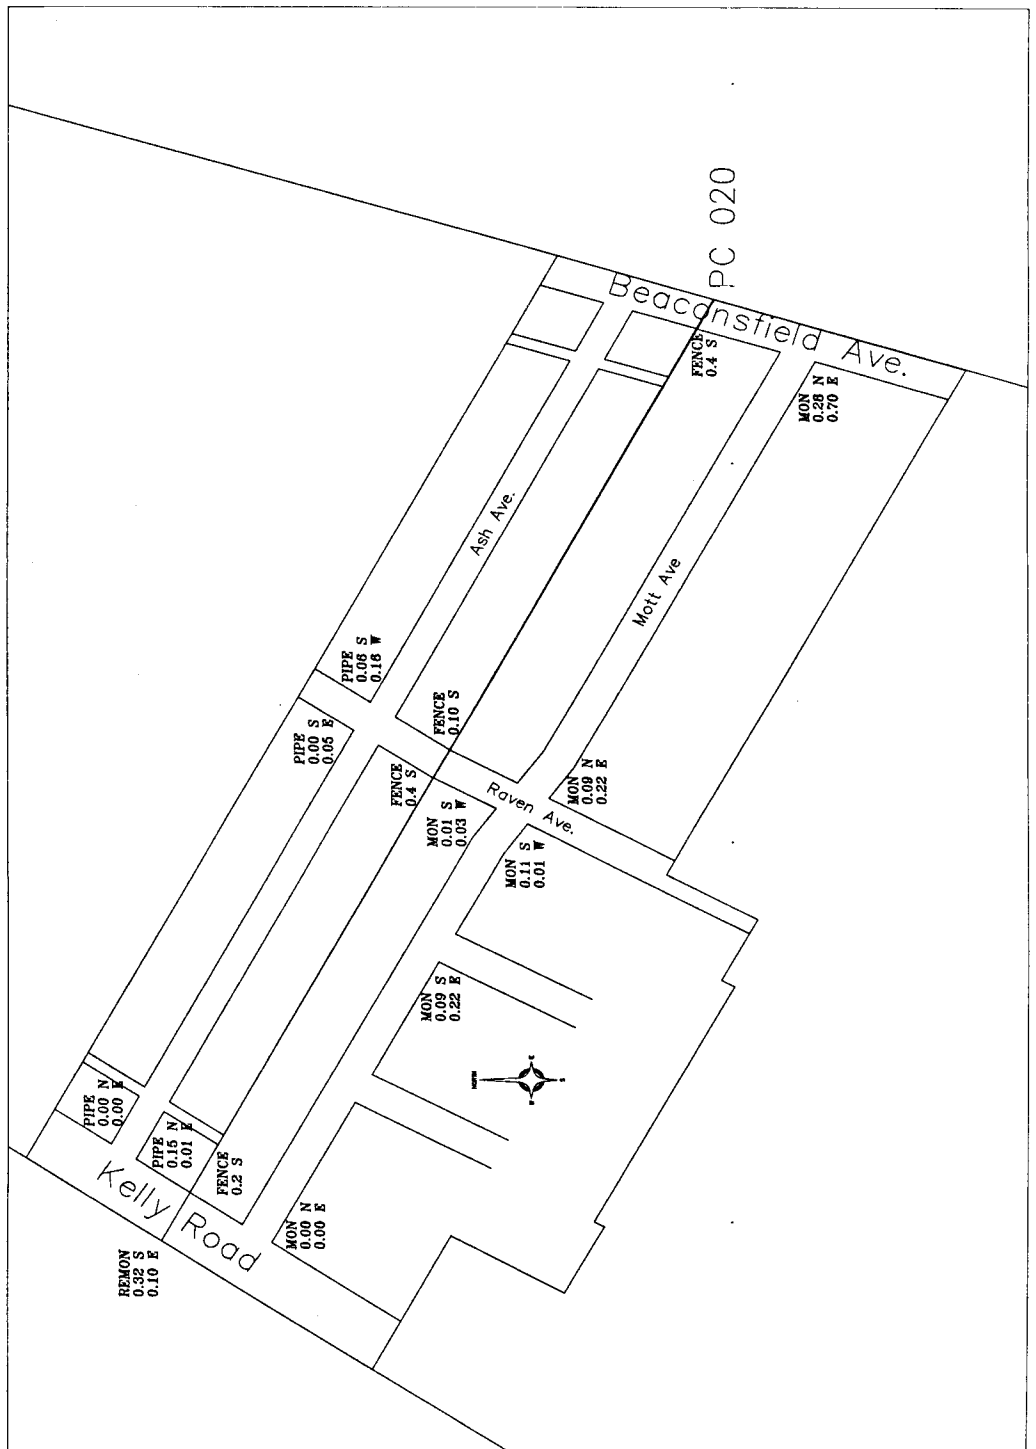 PC 020
Beaconsfield Ave.
FENCE
0.4 S
MON N
0.28 E
0.70 E
Ash Ave.
Mott Ave
PIPE
0.06 S
0.16 W
PIPE S
0.00 E
0.05
FENCE
0.10 S
FENCE
0.4 S
MON S
0.01 W
0.03
Raven Ave.
MON N
0.09 E
0.22
MON S
0.11 W
0.01
MON S
0.09 E
0.22
NORTH
E
S
W
PIPE N
0.00 E
0.00
PIPE N
0.15 E
0.01
FENCE
0.2 S
Kelly Road
MON N
0.00 E
0.00
REMON
0.32 S
0.10 E